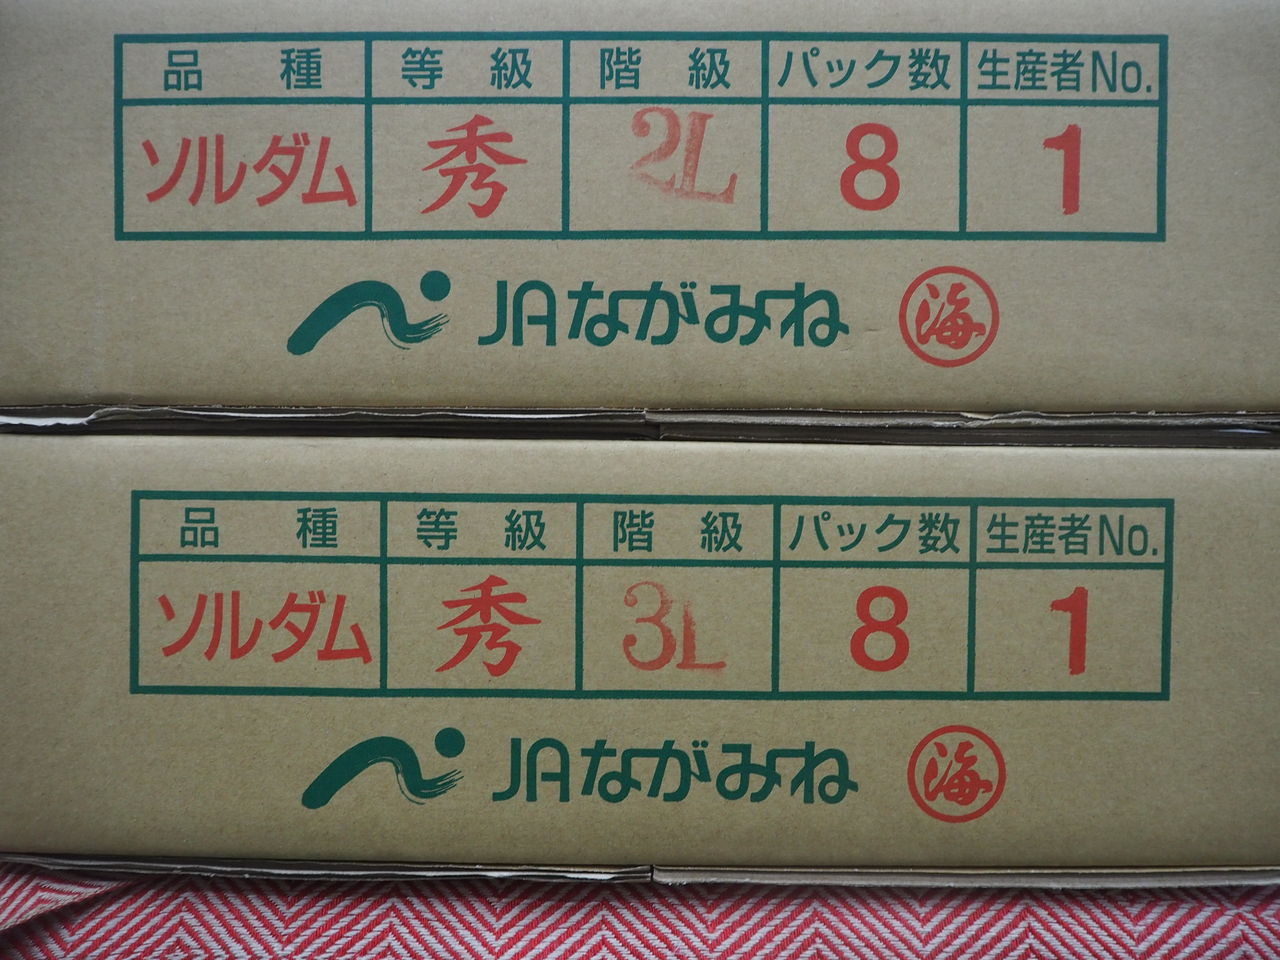 品種 等級 階級 パック数 生産者No.
ソルダム 秀 2L 8 1
JAながみね 海
品種 等級 階級 パック数 生産者No.
ソルダム 秀 3L 8 1
JAながみね 海